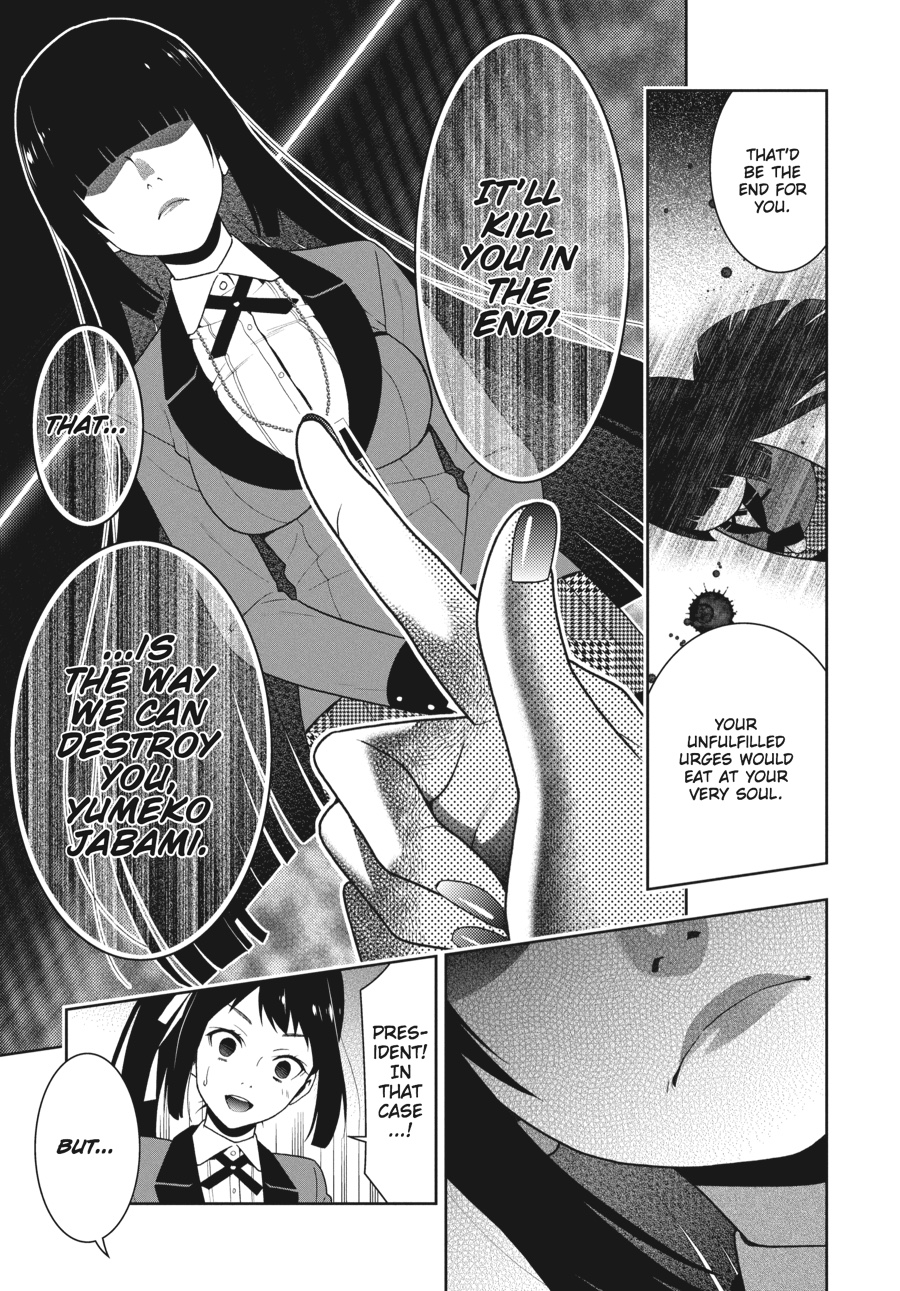 THAT'D
BE THE
END FOR
YOU.
YOUR
UNFULFILLED
URGES WOULD
EAT AT YOUR
VERY SOUL.
IT'LL
KILL
YOU IN
THE
END!
THAT...
...IS
THE WAY
WE CAN
DESTROY
YOU,
YUMEKO
JABAMI.
PRES-
IDENT!
IN
THAT
CASE
...!
BUT...